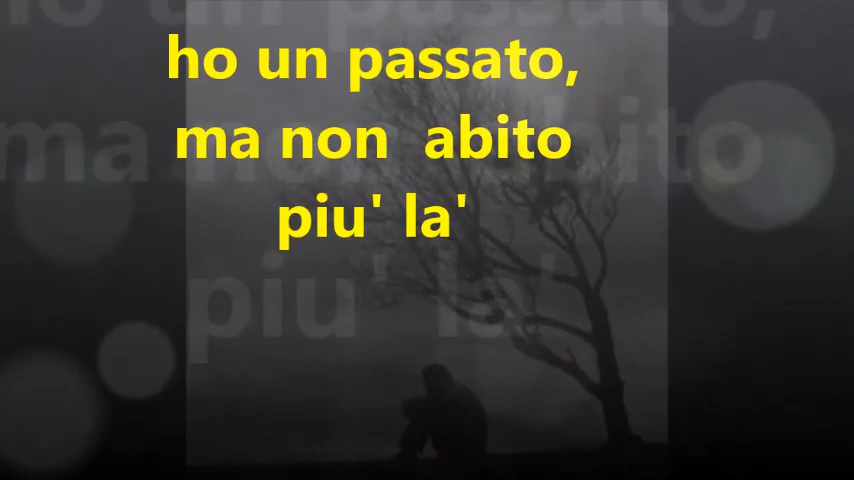 ho un passato,
ma non  abito
piu' la'